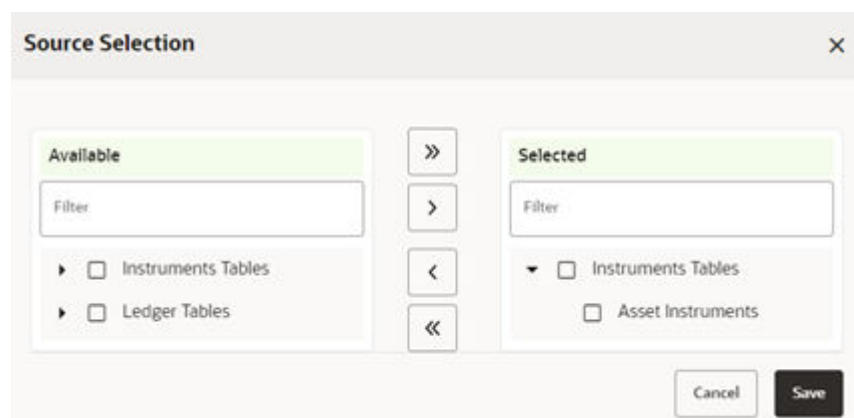 Source Selection
Available
Filter
Instruments Tables
Ledger Tables
Selected
Filter
Instruments Tables
Asset Instruments
Cancel
Save